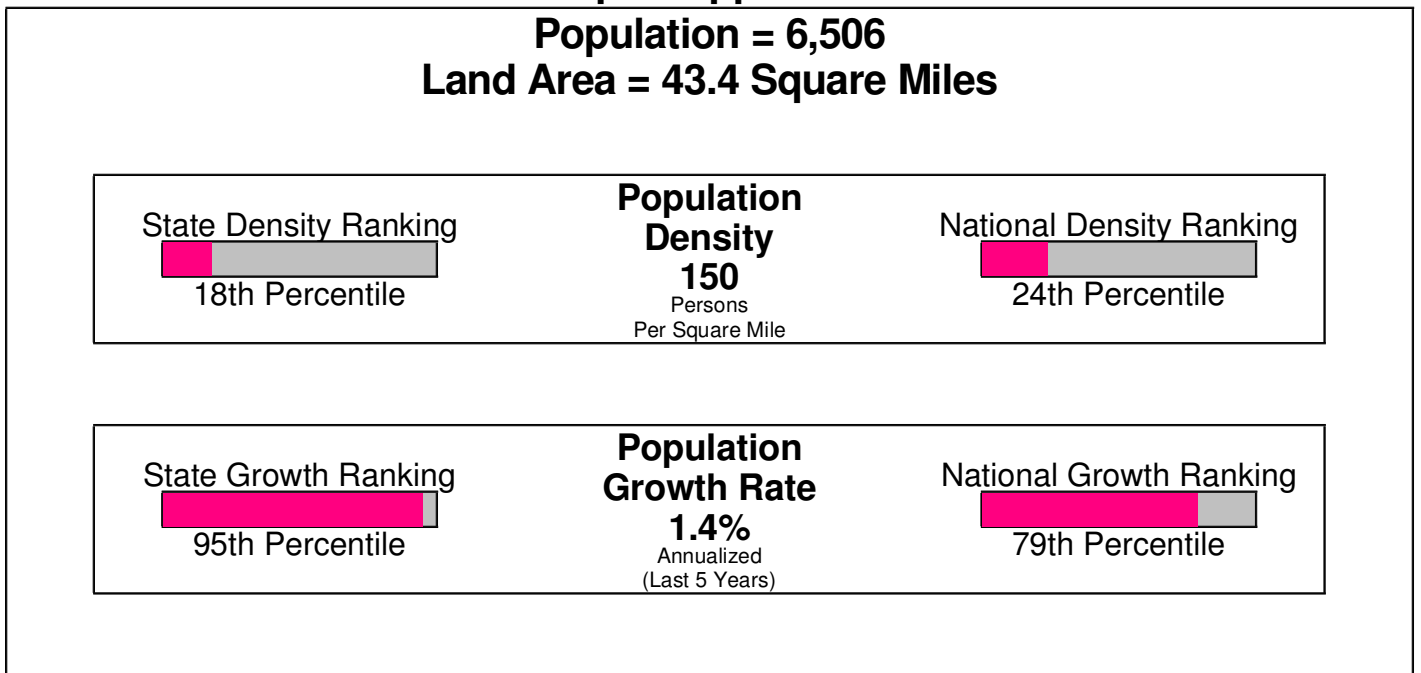 Population = 6,506
Land Area = 43.4 Square Miles
State Density Ranking
18th Percentile
Population
Density
150
Persons
Per Square Mile
National Density Ranking
24th Percentile
State Growth Ranking
95th Percentile
Population
Growth Rate
1.4%
Annualized
(Last 5 Years)
National Growth Ranking
79th Percentile